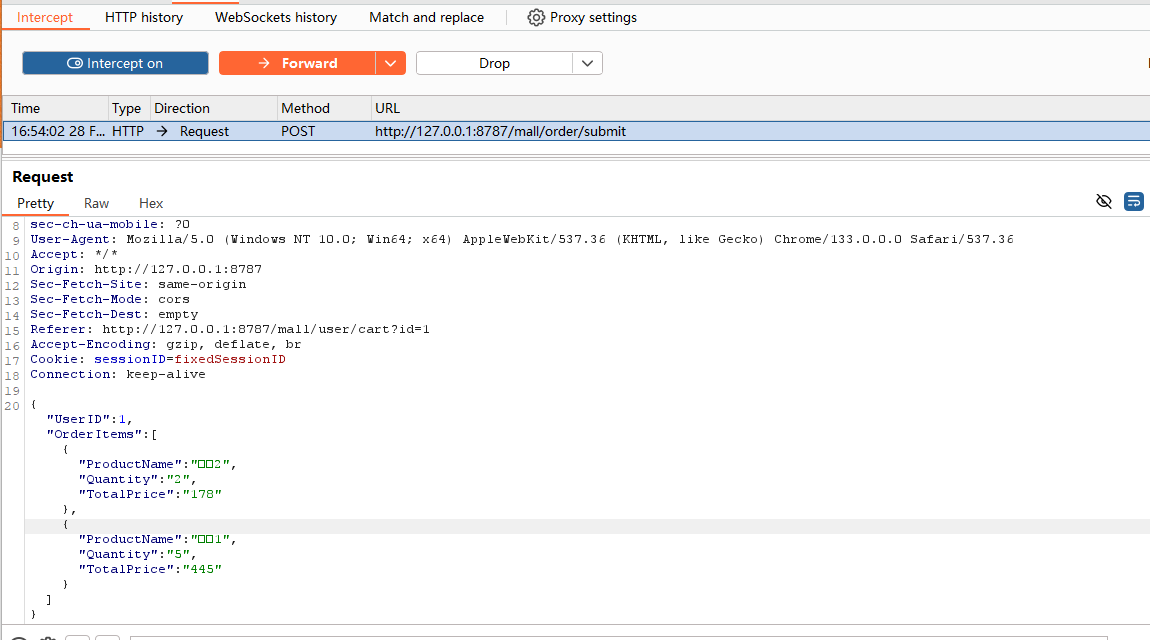 Intercept HTTP history WebSockets history Match and replace Proxy settings
Intercept on Forward Drop
Time Type Direction Method URL
16:54:02 28 F... HTTP → Request POST http://127.0.0.1:8787/mall/order/submit
Request
Pretty Raw Hex
8 sec-ch-ua-mobile: ?0
9 User-Agent: Mozilla/5.0 (Windows NT 10.0; Win64; x64) AppleWebKit/537.36 (KHTML, like Gecko) Chrome/133.0.0.0 Safari/537.36
10 Accept: */*
11 Origin: http://127.0.0.1:8787
12 Sec-Fetch-Site: same-origin
13 Sec-Fetch-Mode: cors
14 Sec-Fetch-Dest: empty
15 Referer: http://127.0.0.1:8787/mall/user/cart?id=1
16 Accept-Encoding: gzip, deflate, br
17 Cookie: sessionID=fixedSessionID
18 Connection: keep-alive
19
20 {
"UserID":1,
"OrderItems":[
{
"ProductName":"□□2",
"Quantity":"2",
"TotalPrice":"178"
},
{
"ProductName":"□□1",
"Quantity":"5",
"TotalPrice":"445"
}
]
}